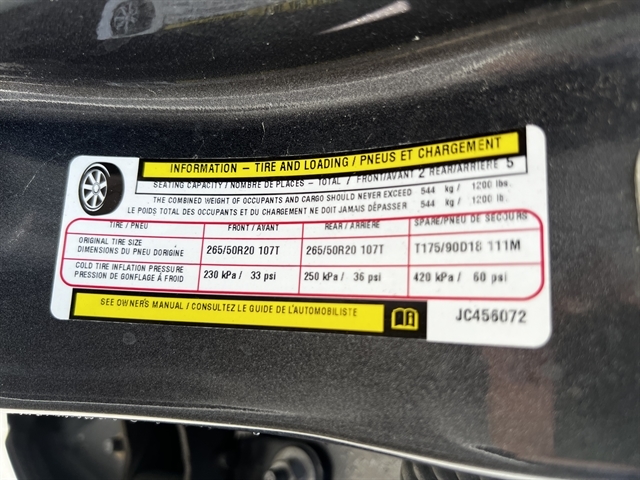 INFORMATION – TIRE AND LOADING / PNEUS ET CHARGEMENT
SEATING CAPACITY / NOMBRE DE PLACES – TOTAL 7 FRONT/AVANT 2 REAR/ARRIERE 5
THE COMBINED WEIGHT OF OCCUPANTS AND CARGO SHOULD NEVER EXCEED 544 kg / 1200 lbs.
LE POIDS TOTAL DES OCCUPANTS ET DU CHARGEMENT NE DOIT JAMAIS DÉPASSER 544 kg / 1200 lb.
TIRE / PNEU FRONT / AVANT REAR / ARRIERE SPARE/PNEU DE SECOURS
ORIGINAL TIRE SIZE
DIMENSIONS DU PNEU DORIGINE 265/50R20 107T 265/50R20 107T T175/90D18 111M
COLD TIRE INFLATION PRESSURE
PRESSION DE GONFLAGE À FROID 230 kPa / 33 psi 250 kPa / 36 psi 420 kPa / 60 psi
SEE OWNER'S MANUAL / CONSULTEZ LE GUIDE DE L'AUTOMOBILISTE
JC456072